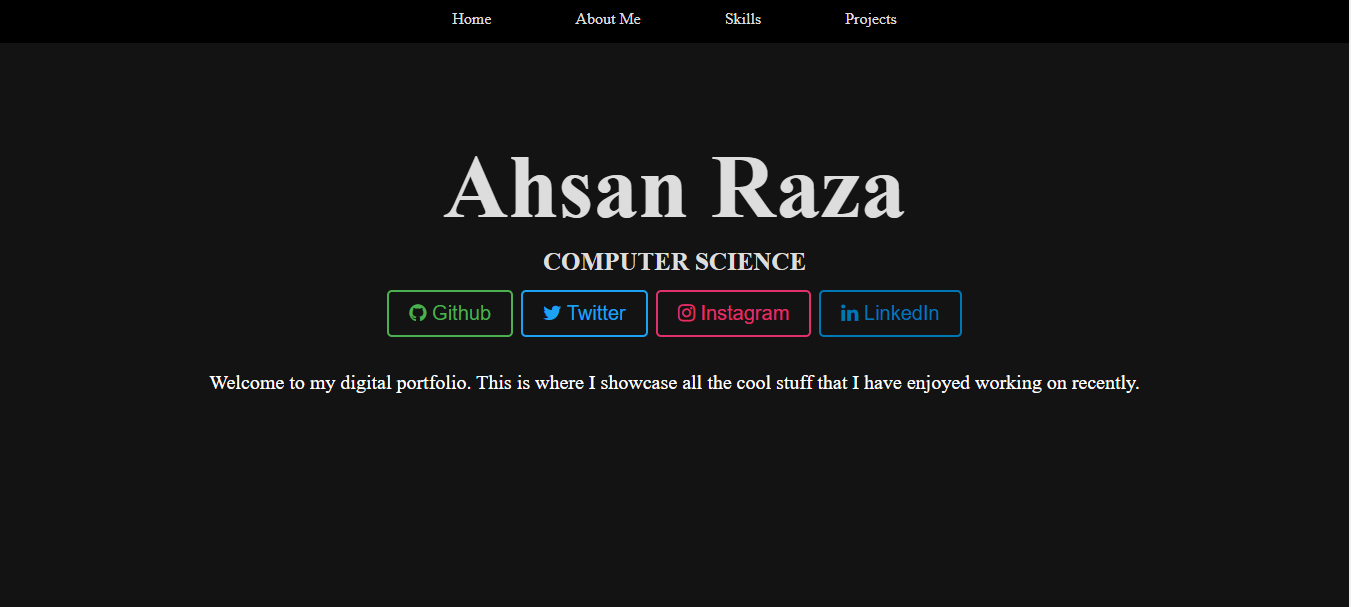 Home About Me Skills Projects
Ahsan Raza
COMPUTER SCIENCE
Github Twitter Instagram LinkedIn
Welcome to my digital portfolio. This is where I showcase all the cool stuff that I have enjoyed working on recently.